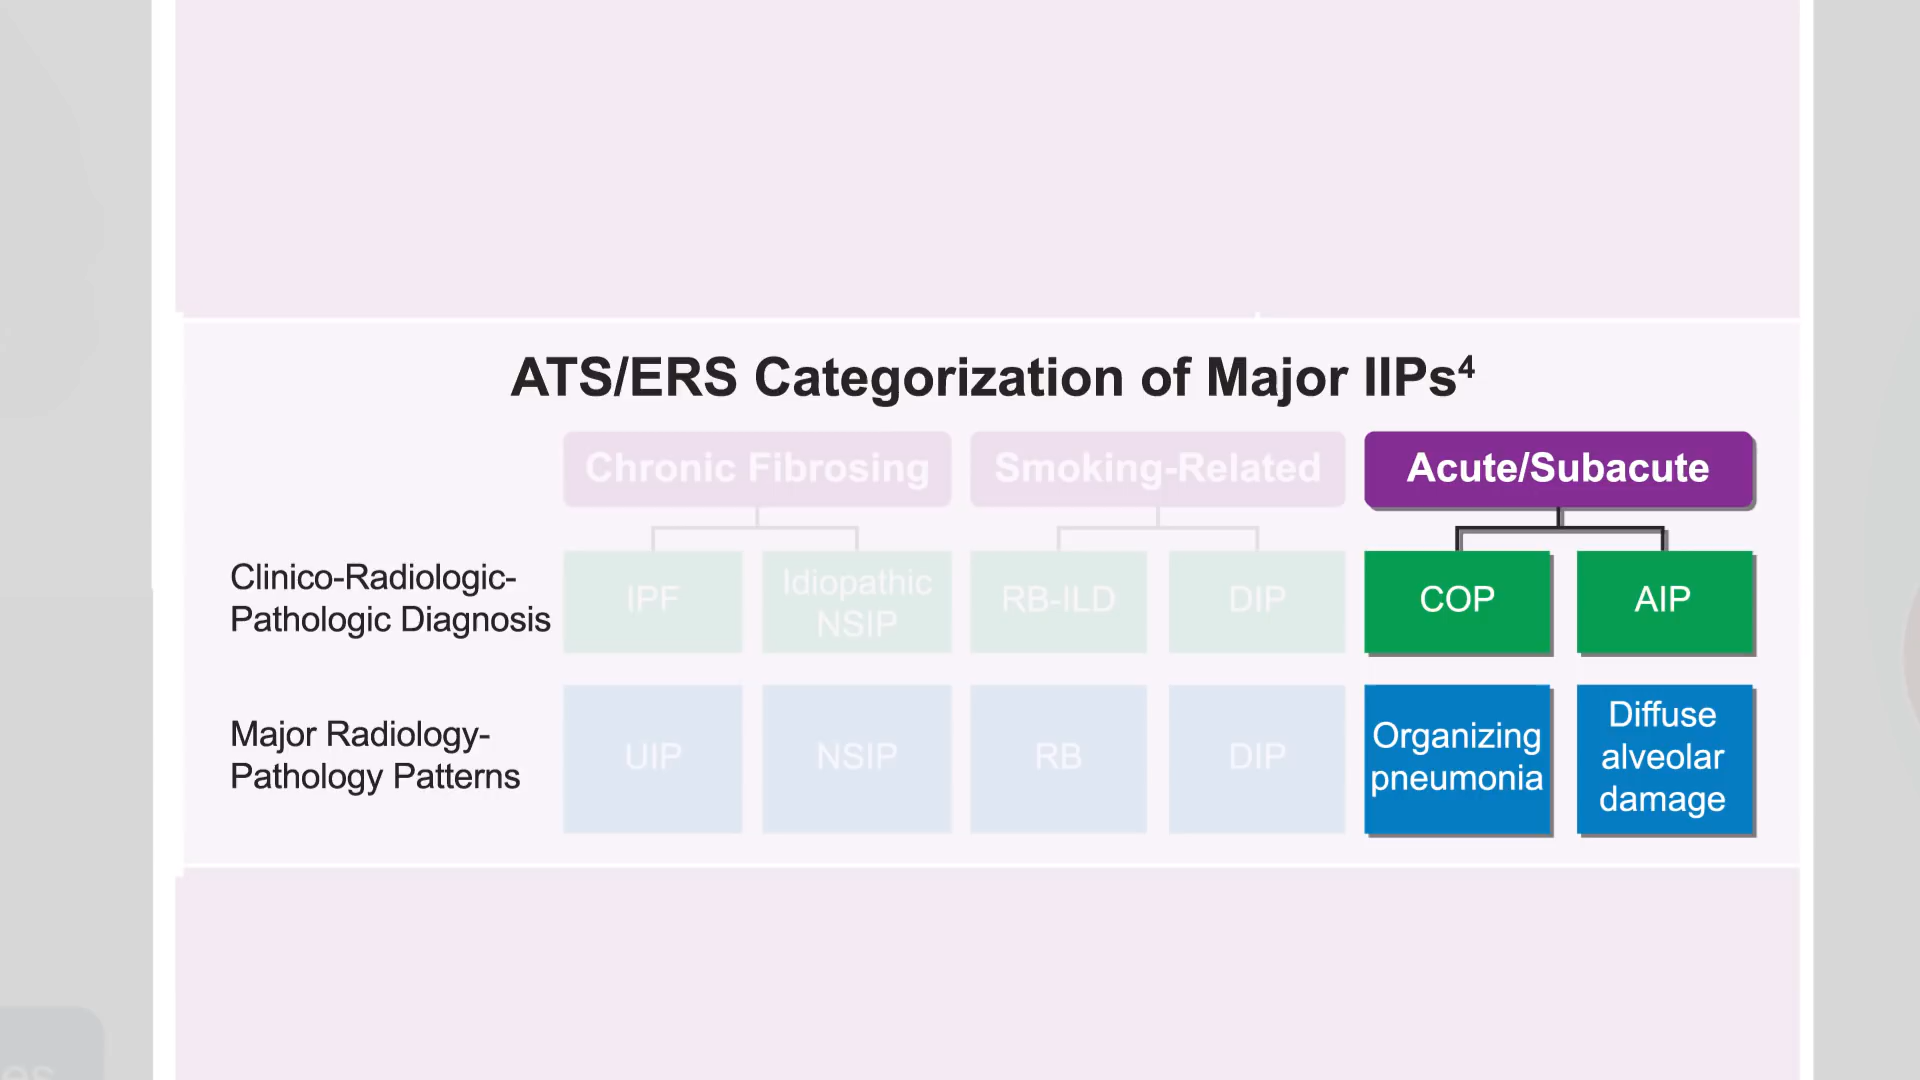 ATS/ERS Categorization of Major IIPs⁴
Chronic Fibrosing
Smoking-Related
Acute/Subacute
Clinico-Radiologic-
Pathologic Diagnosis
IPF
Idiopathic
NSIP
RB-ILD
DIP
COP
AIP
Major Radiology-
Pathology Patterns
UIP
NSIP
RB
DIP
Organizing
pneumonia
Diffuse
alveolar
damage